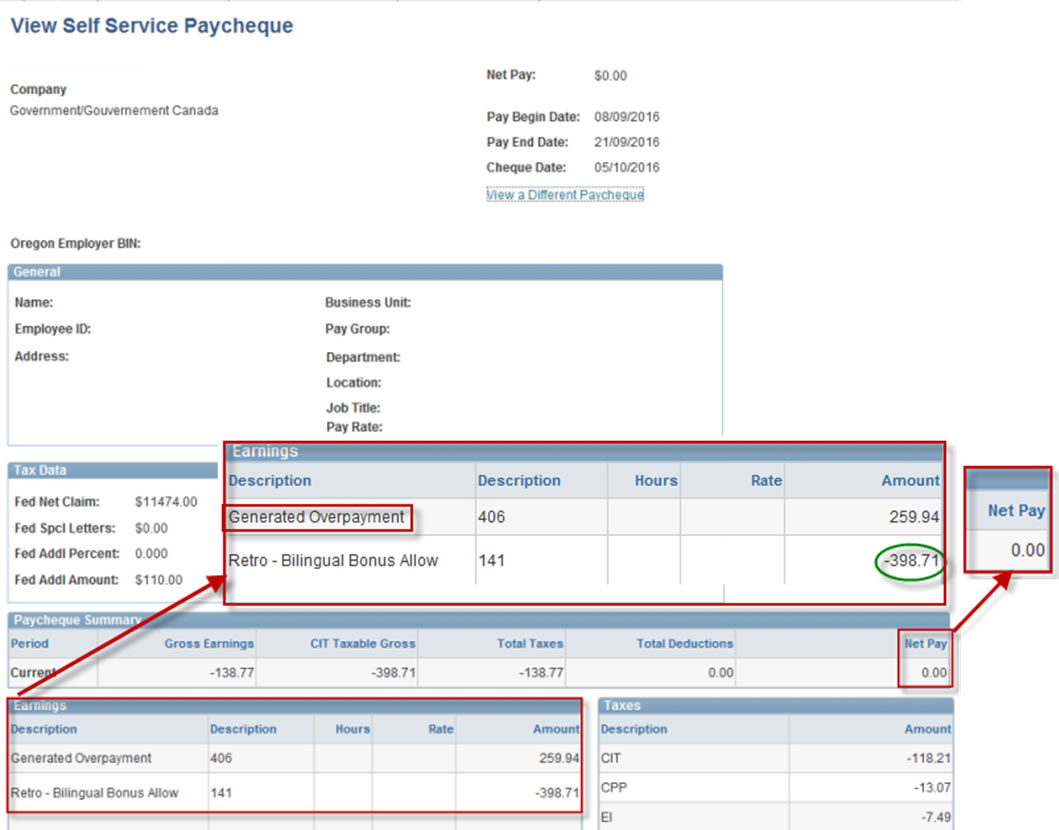 View Self Service Paycheque
Net Pay: $0.00
Company
Government/Gouvernement Canada
Pay Begin Date: 08/09/2016
Pay End Date: 21/09/2016
Cheque Date: 05/10/2016
View a Different Paycheque
Oregon Employer BIN:
General
Name: Business Unit:
Employee ID: Pay Group:
Address: Department:
Location:
Job Title:
Pay Rate:
Tax Data
Fed Net Claim: $11474.00
Fed Spcl Letters: $0.00
Fed Addl Percent: 0.000
Fed Addl Amount: $110.00
Earnings
Description Description Hours Rate Amount
Generated Overpayment 406 259.94
Retro - Bilingual Bonus Allow 141 -398.71
Net Pay
0.00
Paycheque Summary
Period Gross Earnings CIT Taxable Gross Total Taxes Total Deductions Net Pay
Current -138.77 -398.71 -138.77 0.00 0.00
Earnings
Description Description Hours Rate Amount
Generated Overpayment 406 259.94
Retro - Bilingual Bonus Allow 141 -398.71
Taxes
Description Amount
CIT -118.21
CPP -13.07
EI -7.49